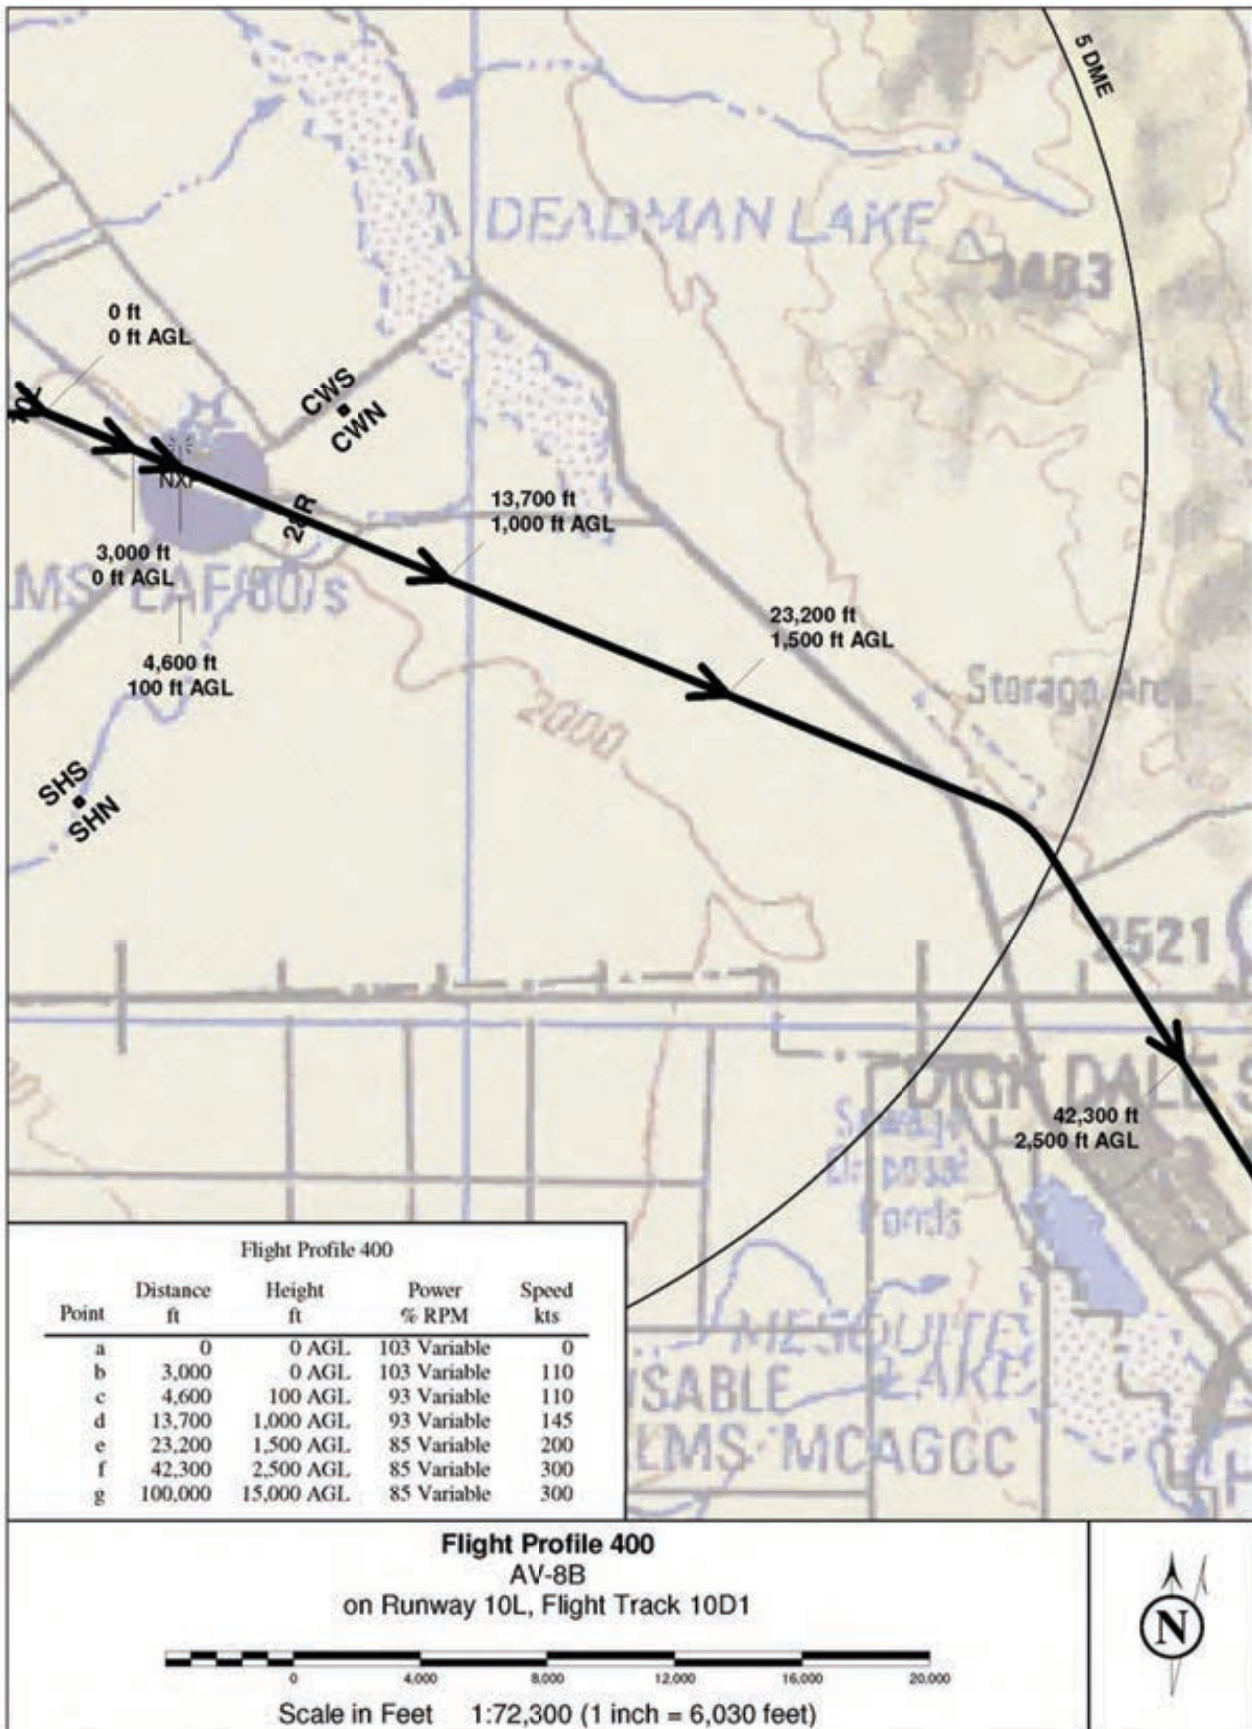 5 DME
DEADMAN LAKE
3483
0 ft
0 ft AGL
10L
CWS
CWN
28R
13,700 ft
1,000 ft AGL
3,000 ft
0 ft AGL
LMS EAF/80/s
4,600 ft
100 ft AGL
23,200 ft
1,500 ft AGL
Storage Area
2000
SHS
SHN
2521
DALE S
42,300 ft
2,500 ft AGL
Sewage
Disposal
Ponds
MESQUITE
LAKE
LMS MCAGCC
Flight Profile 400
Point Distance ft Height ft Power % RPM Speed kts
a 0 0 AGL 103 Variable 0
b 3,000 0 AGL 103 Variable 110
c 4,600 100 AGL 93 Variable 110
d 13,700 1,000 AGL 93 Variable 145
e 23,200 1,500 AGL 85 Variable 200
f 42,300 2,500 AGL 85 Variable 300
g 100,000 15,000 AGL 85 Variable 300
Flight Profile 400
AV-8B
on Runway 10L, Flight Track 10D1
0 4,000 8,000 12,000 16,000 20,000
Scale in Feet 1:72,300 (1 inch = 6,030 feet)
N